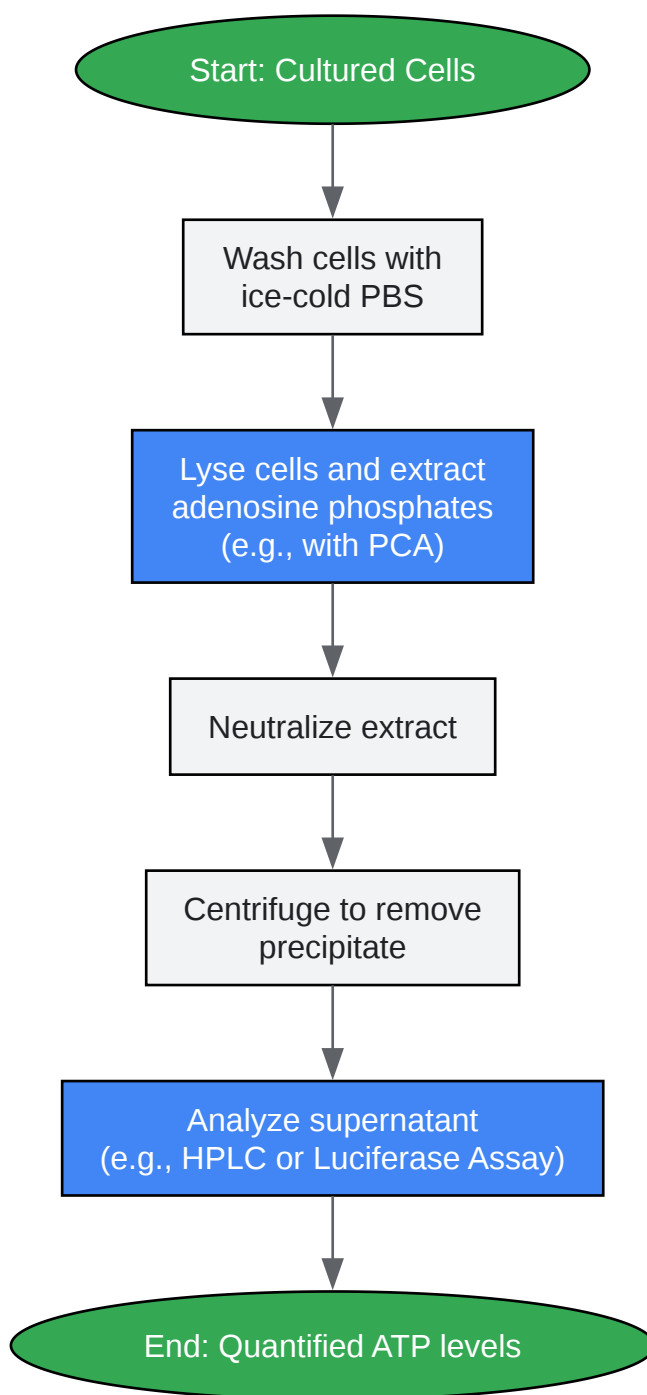 Start: Cultured Cells
Wash cells with
ice-cold PBS
Lyse cells and extract
adenosine phosphates
(e.g., with PCA)
Neutralize extract
Centrifuge to remove
precipitate
Analyze supernatant
(e.g., HPLC or Luciferase Assay)
End: Quantified ATP levels